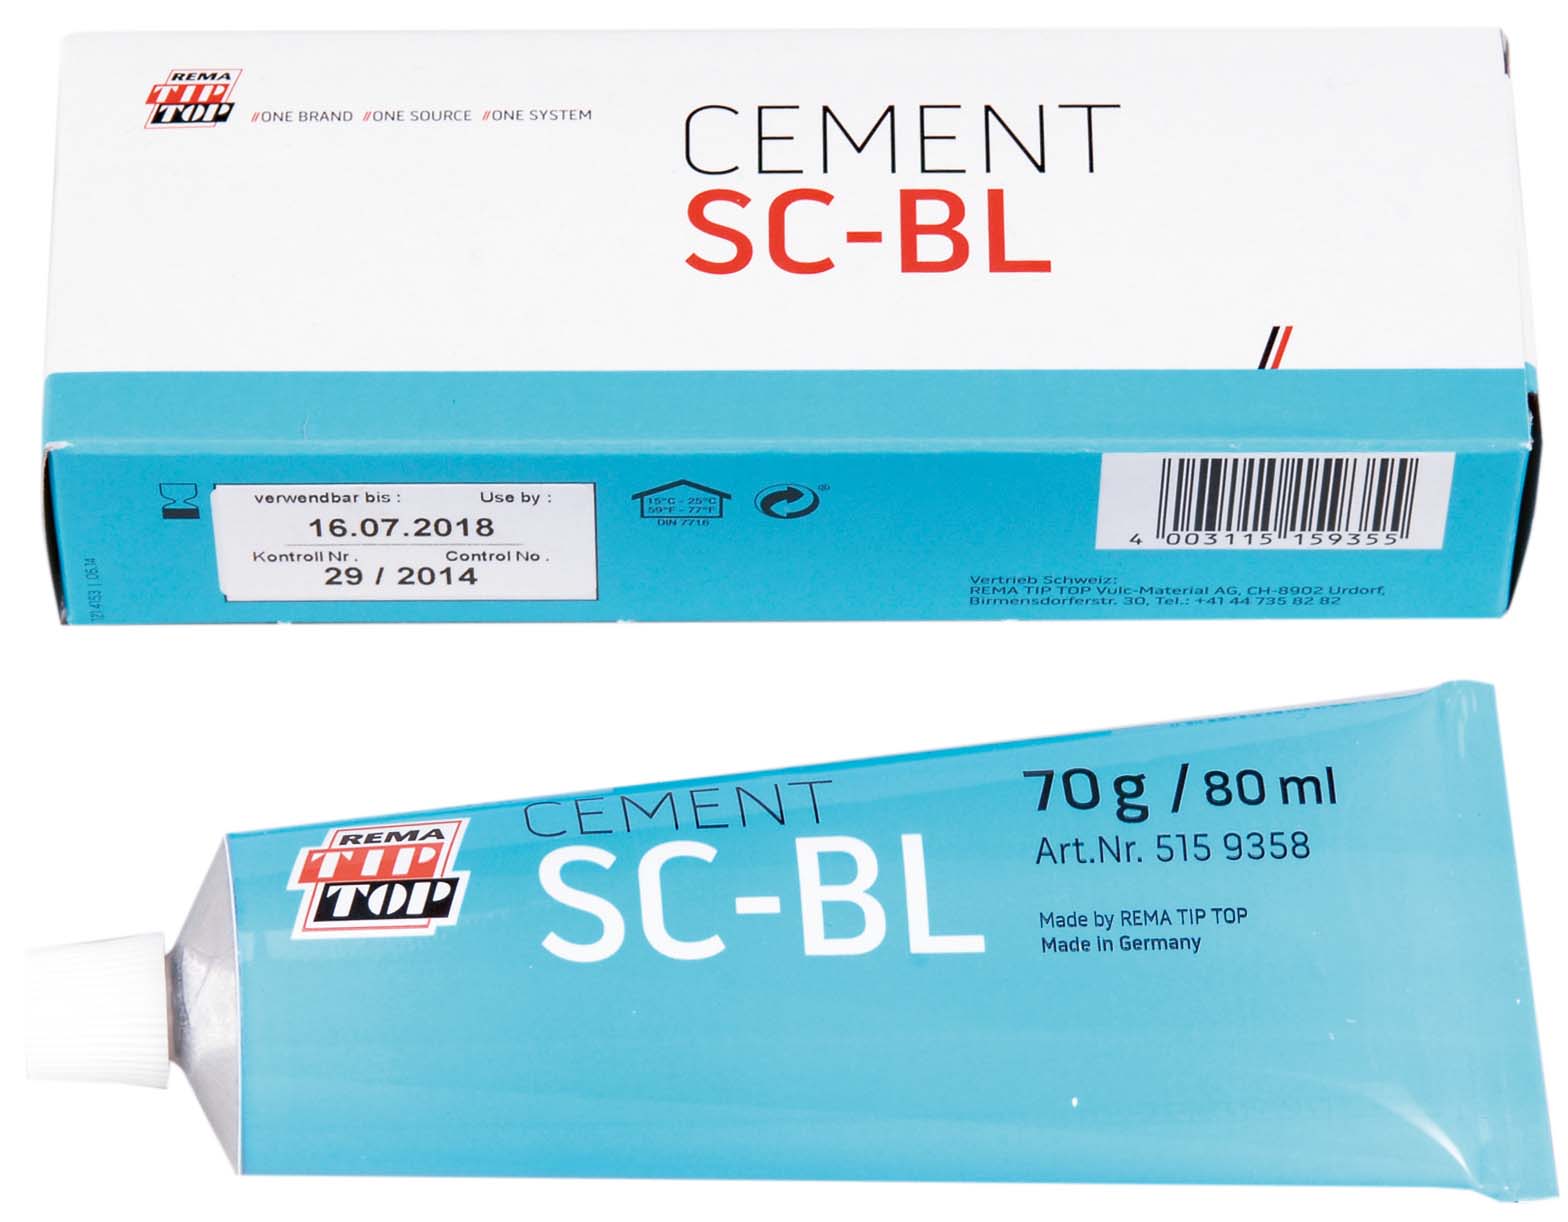 REMA
TIP
TOP
//ONE BRAND //ONE SOURCE //ONE SYSTEM
CEMENT
SC-BL
verwendbar bis : Use by :
16.07.2018
Kontroll Nr . Control No .
29 / 2014
15°C - 25°C
59°F - 77°F
DIN 7716
4 003115 159355
Vertrieb Schweiz:
REMA TIP TOP Vulc-Material AG, CH-8902 Urdorf,
Birmensdorferstr. 30, Tel.: +41 44 735 82 82
REMA
TIP
TOP
CEMENT
SC-BL
70 g / 80 ml
Art.Nr. 515 9358
Made by REMA TIP TOP
Made in Germany